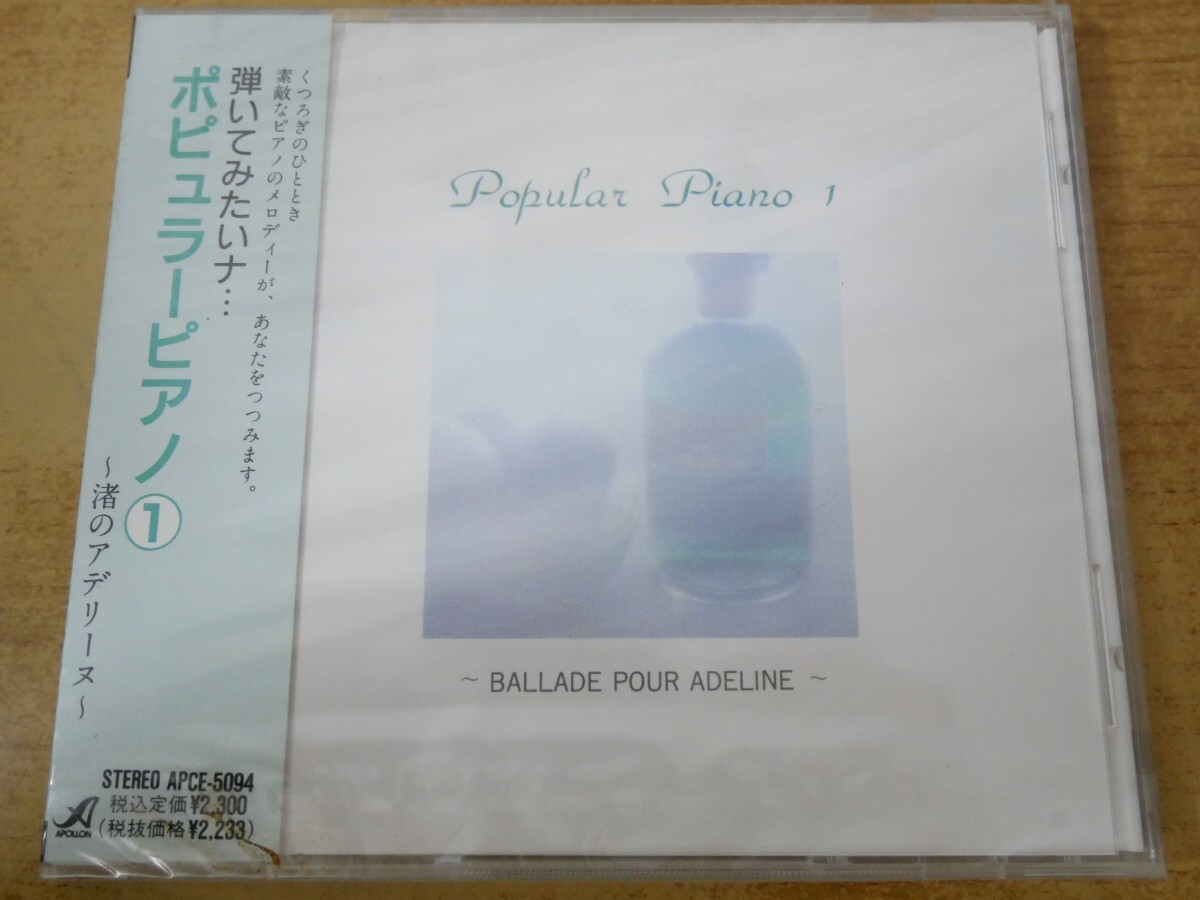 くつろぎのひととき
素敵なピアノのメロディーが、あなたをつつみます。
弾いてみたいナ…
ポピュラーピアノ①
～渚のアデリーヌ～
STEREO APCE-5094
税込定価¥2,300
(税抜価格¥2,233)
APOLLON
Popular Piano 1
～ BALLADE POUR ADELINE ～